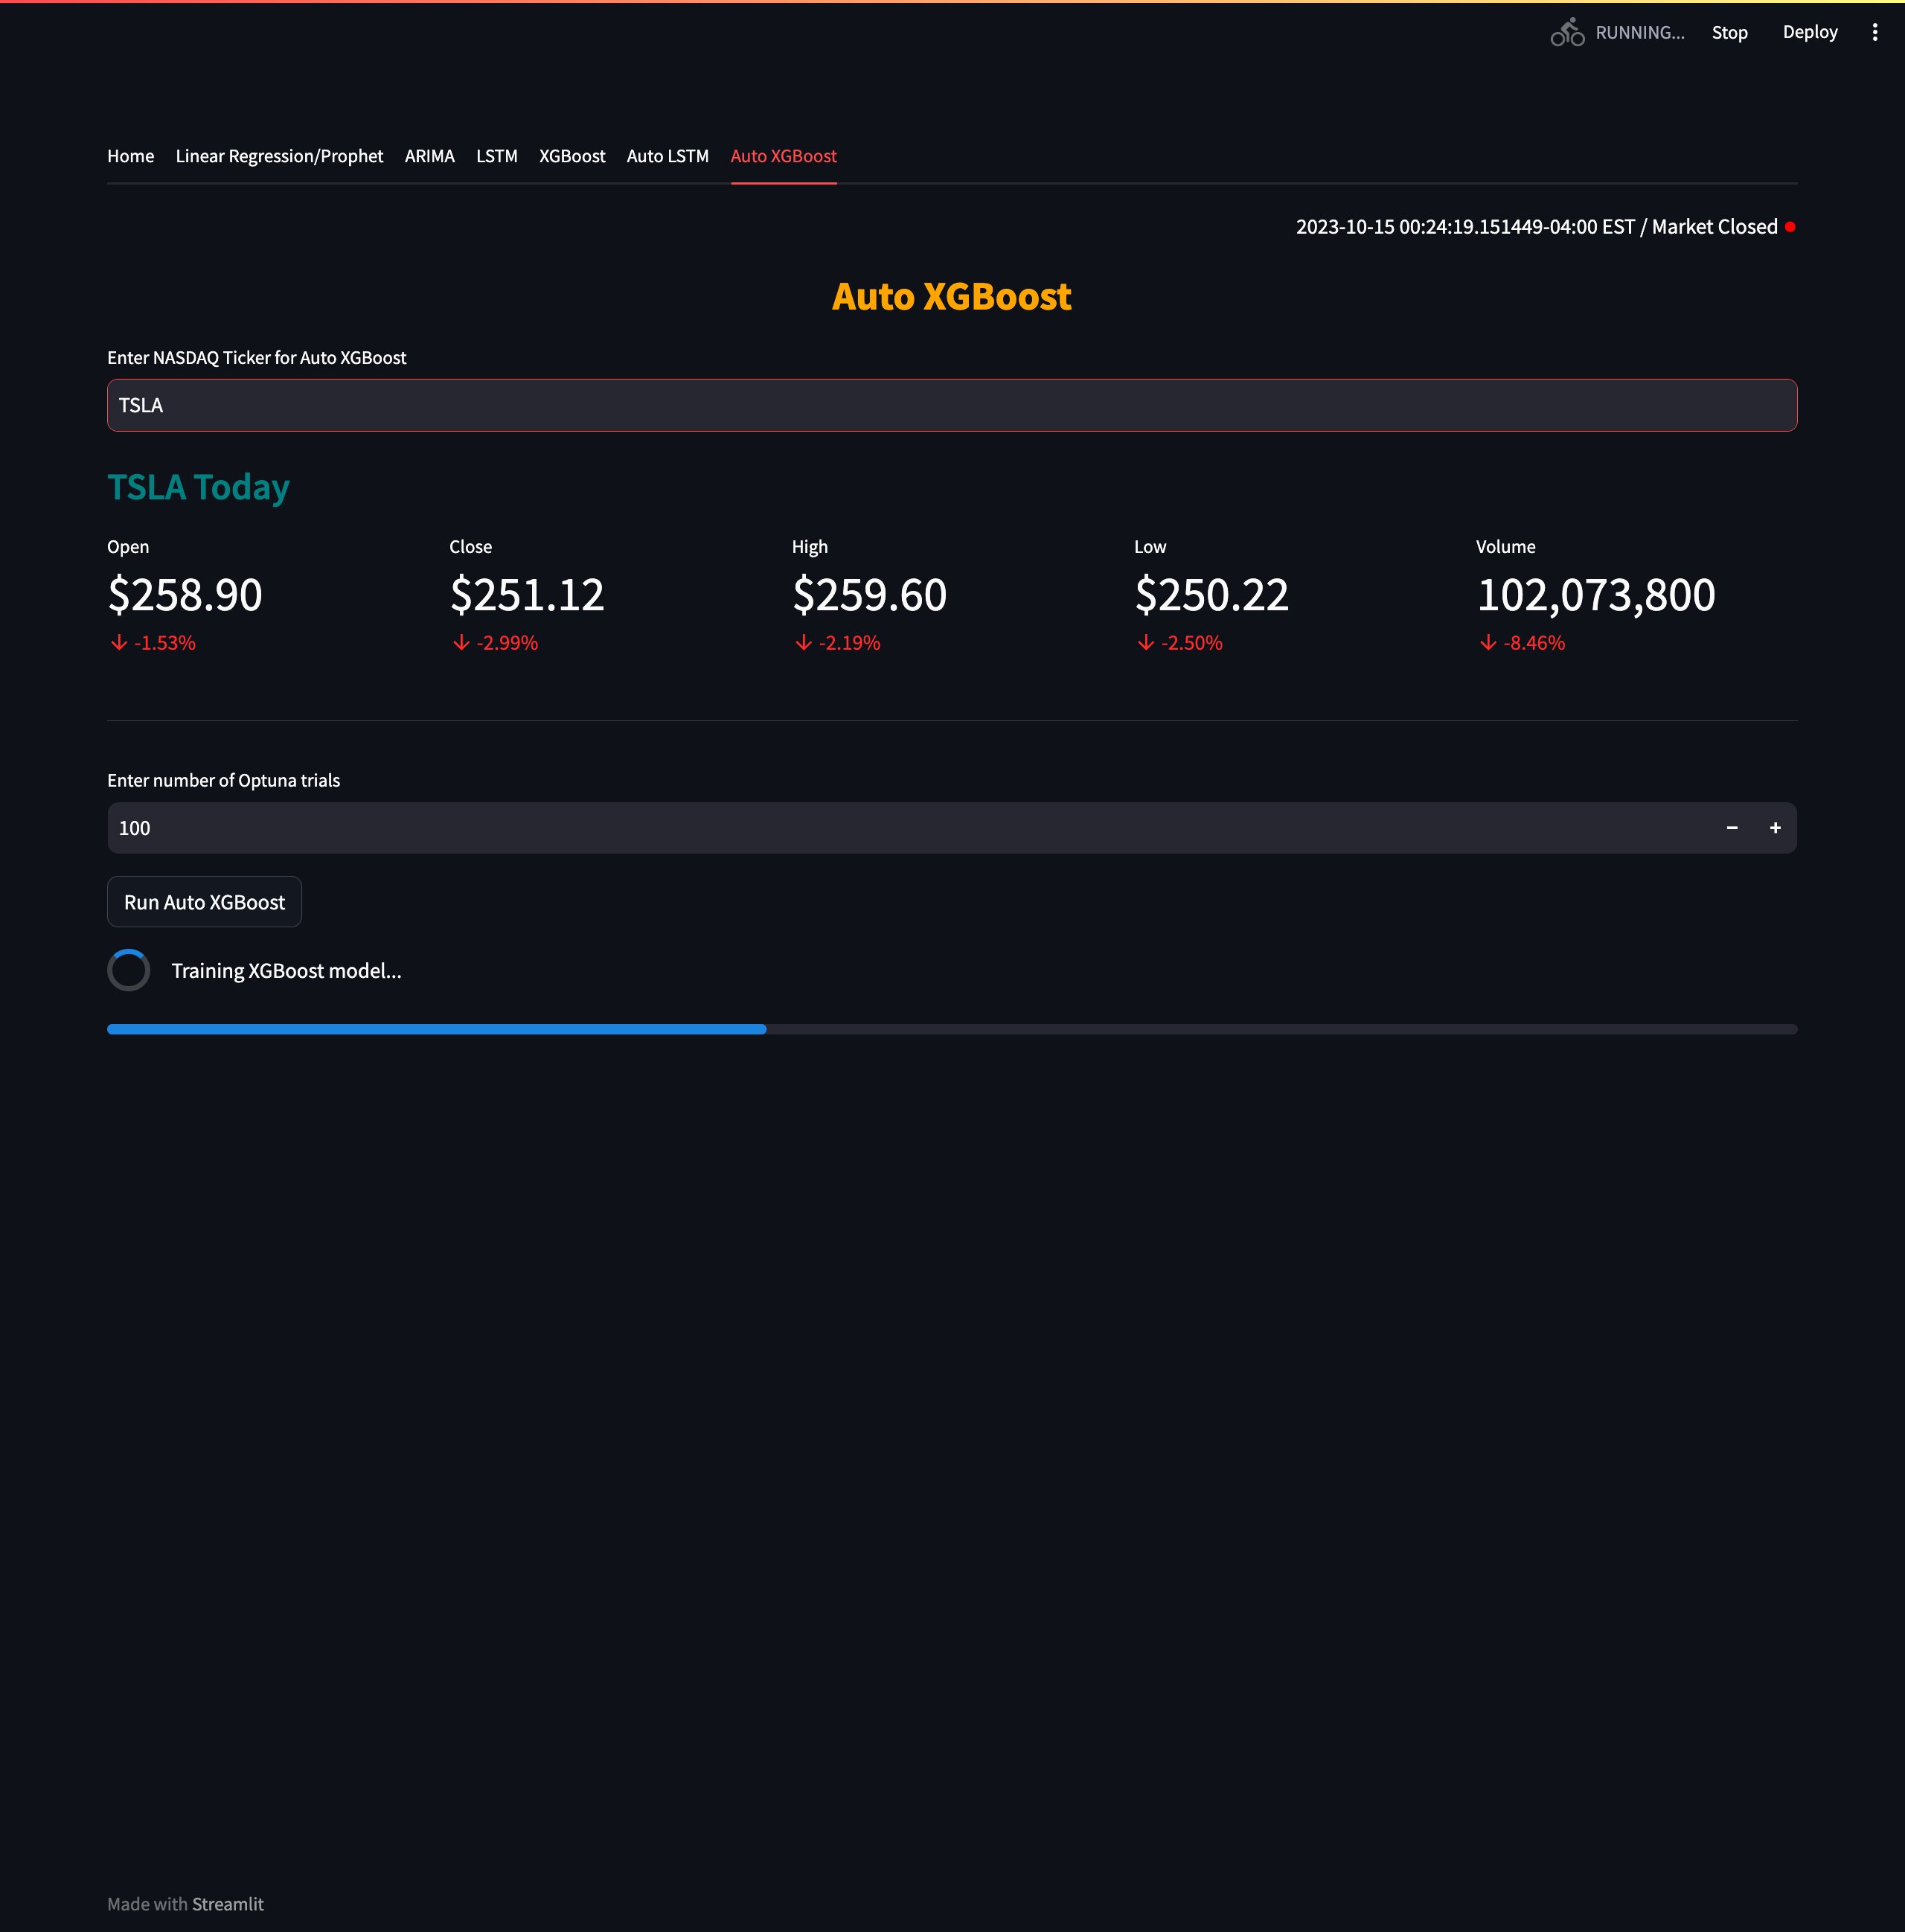 RUNNING... Stop Deploy
Home Linear Regression/Prophet ARIMA LSTM XGBoost Auto LSTM Auto XGBoost
2023-10-15 00:24:19.151449-04:00 EST / Market Closed
Auto XGBoost
Enter NASDAQ Ticker for Auto XGBoost
TSLA
TSLA Today
Open Close High Low Volume
$258.90 $251.12 $259.60 $250.22 102,073,800
↓ -1.53% ↓ -2.99% ↓ -2.19% ↓ -2.50% ↓ -8.46%
Enter number of Optuna trials
100 − +
Run Auto XGBoost
Training XGBoost model...
Made with Streamlit